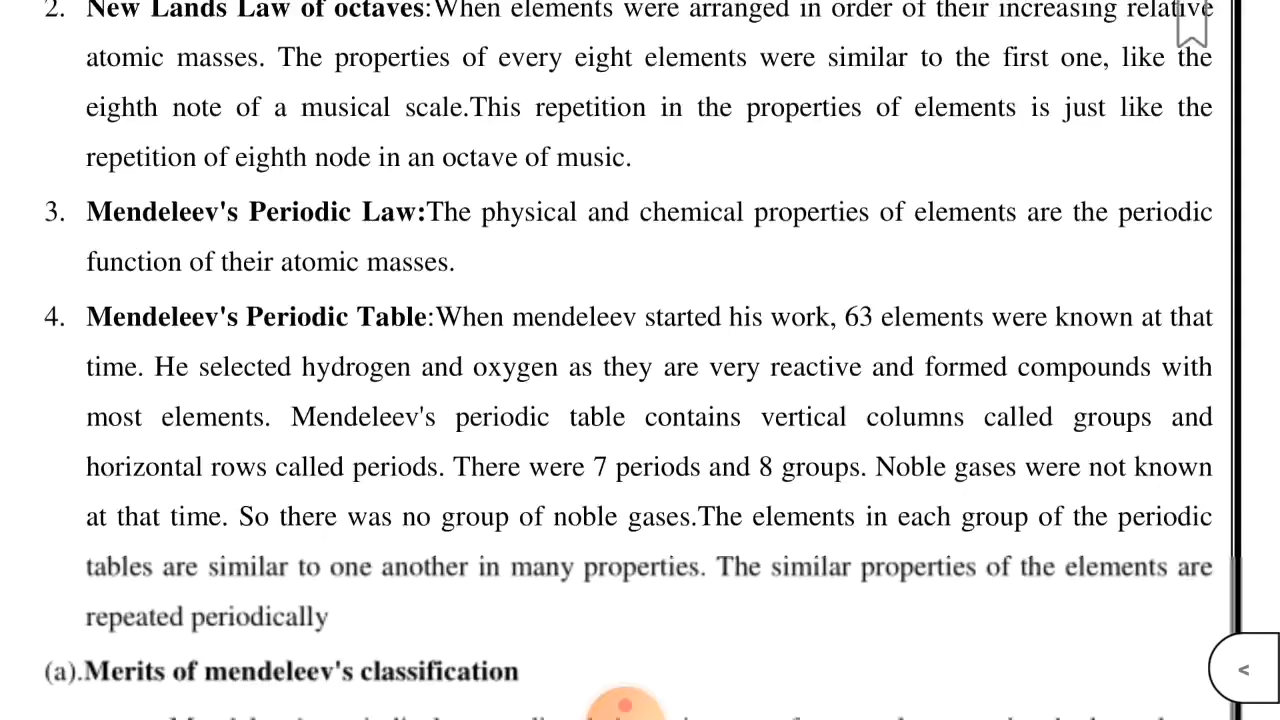 2. New Lands Law of octaves:When elements were arranged in order of their increasing relative
atomic masses. The properties of every eight elements were similar to the first one, like the
eighth note of a musical scale.This repetition in the properties of elements is just like the
repetition of eighth node in an octave of music.
3. Mendeleev's Periodic Law:The physical and chemical properties of elements are the periodic
function of their atomic masses.
4. Mendeleev's Periodic Table:When mendeleev started his work, 63 elements were known at that
time. He selected hydrogen and oxygen as they are very reactive and formed compounds with
most elements. Mendeleev's periodic table contains vertical columns called groups and
horizontal rows called periods. There were 7 periods and 8 groups. Noble gases were not known
at that time. So there was no group of noble gases.The elements in each group of the periodic
tables are similar to one another in many properties. The similar properties of the elements are
repeated periodically
(a).Merits of mendeleev's classification
<